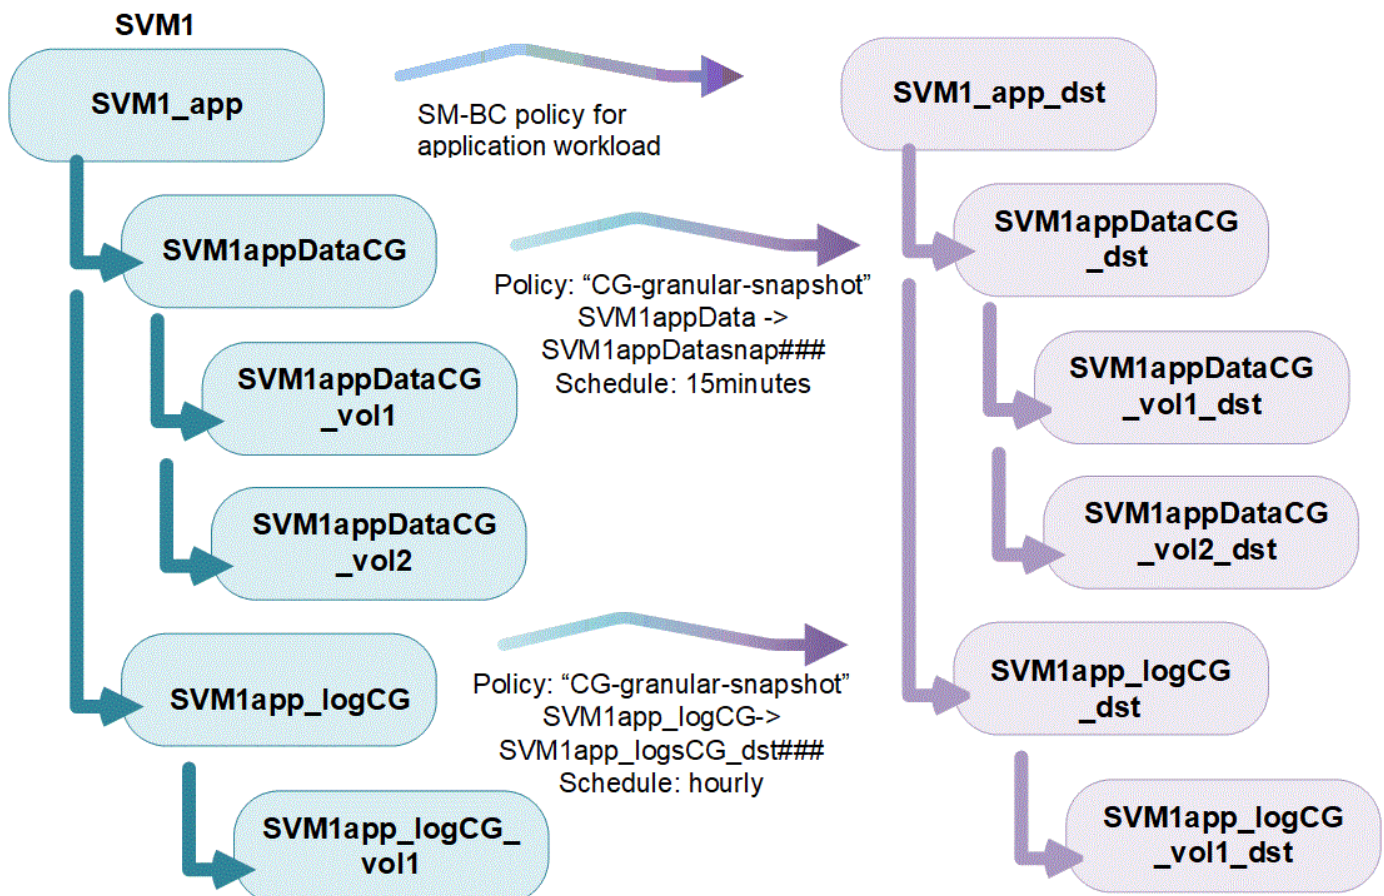 SVM1
SVM1_app
SM-BC policy for
application workload
SVM1_app_dst
SVM1appDataCG
Policy: “CG-granular-snapshot”
SVM1appData ->
SVM1appDatasnap###
Schedule: 15minutes
SVM1appDataCG
_dst
SVM1appDataCG
_vol1
SVM1appDataCG
_vol1_dst
SVM1appDataCG
_vol2
SVM1appDataCG
_vol2_dst
SVM1app_logCG
Policy: “CG-granular-snapshot”
SVM1app_logCG->
SVM1app_logsCG_dst###
Schedule: hourly
SVM1app_logCG
_dst
SVM1app_logCG_
vol1
SVM1app_logCG
_vol1_dst